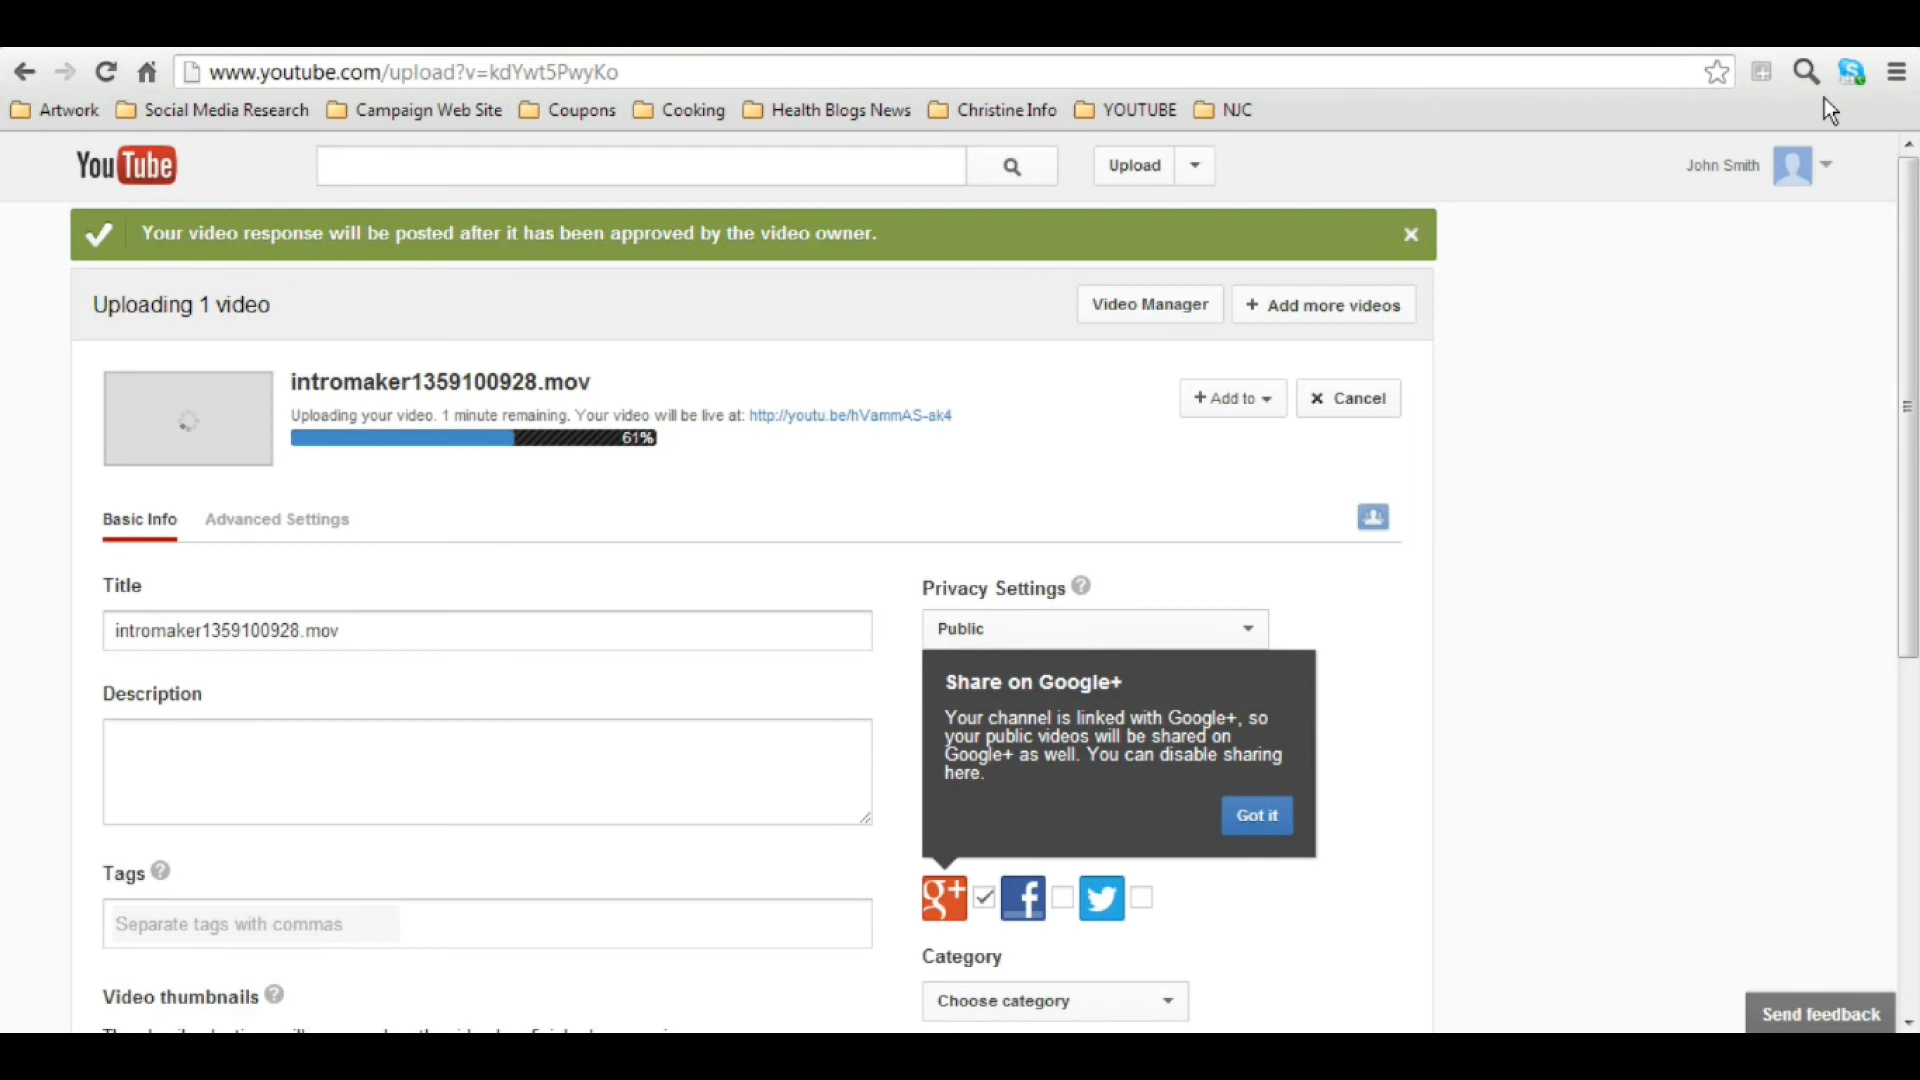 www.youtube.com/upload?v=kdYwt5PwyKo
Artwork Social Media Research Campaign Web Site Coupons Cooking Health Blogs News Christine Info YOUTUBE NJC
YouTube Upload John Smith
Your video response will be posted after it has been approved by the video owner.
Uploading 1 video Video Manager + Add more videos
intromaker1359100928.mov
Uploading your video. 1 minute remaining. Your video will be live at: http://youtu.be/hVammAS-ak4
61%
+ Add to × Cancel
Basic Info Advanced Settings
Title
intromaker1359100928.mov
Description
Tags ?
Separate tags with commas
Video thumbnails ?
Privacy Settings ?
Public
Share on Google+
Your channel is linked with Google+, so
your public videos will be shared on
Google+ as well. You can disable sharing
here.
Got it
g+ f
Category
Choose category
Send feedback